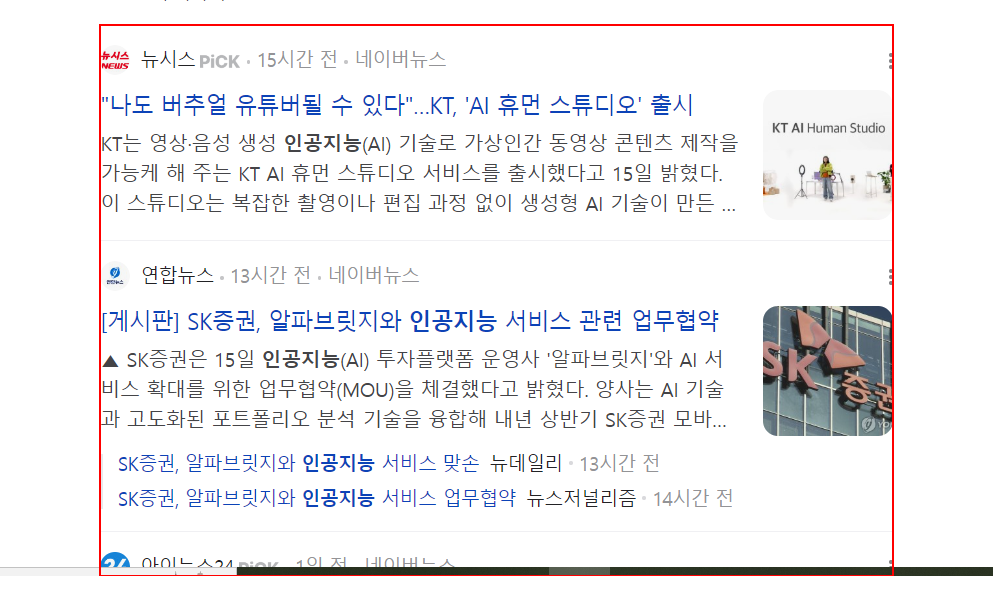 뉴시스
NEWS
뉴시스 PiCK · 15시간 전 · 네이버뉴스
"나도 버추얼 유튜버될 수 있다"...KT, 'AI 휴먼 스튜디오' 출시
KT는 영상·음성 생성 인공지능(AI) 기술로 가상인간 동영상 콘텐츠 제작을
가능케 해 주는 KT AI 휴먼 스튜디오 서비스를 출시했다고 15일 밝혔다.
이 스튜디오는 복잡한 촬영이나 편집 과정 없이 생성형 AI 기술이 만든 ...
KT AI Human Studio
연합뉴스 · 13시간 전 · 네이버뉴스
[게시판] SK증권, 알파브릿지와 인공지능 서비스 관련 업무협약
▲ SK증권은 15일 인공지능(AI) 투자플랫폼 운영사 '알파브릿지'와 AI 서
비스 확대를 위한 업무협약(MOU)을 체결했다고 밝혔다. 양사는 AI 기술
과 고도화된 포트폴리오 분석 기술을 융합해 내년 상반기 SK증권 모바...
SK 증권
SK증권, 알파브릿지와 인공지능 서비스 맞손 뉴데일리 · 13시간 전
SK증권, 알파브릿지와 인공지능 서비스 업무협약 뉴스저널리즘 · 14시간 전
24 아이뉴스24 PiCK · 1일 전 · 네이버뉴스